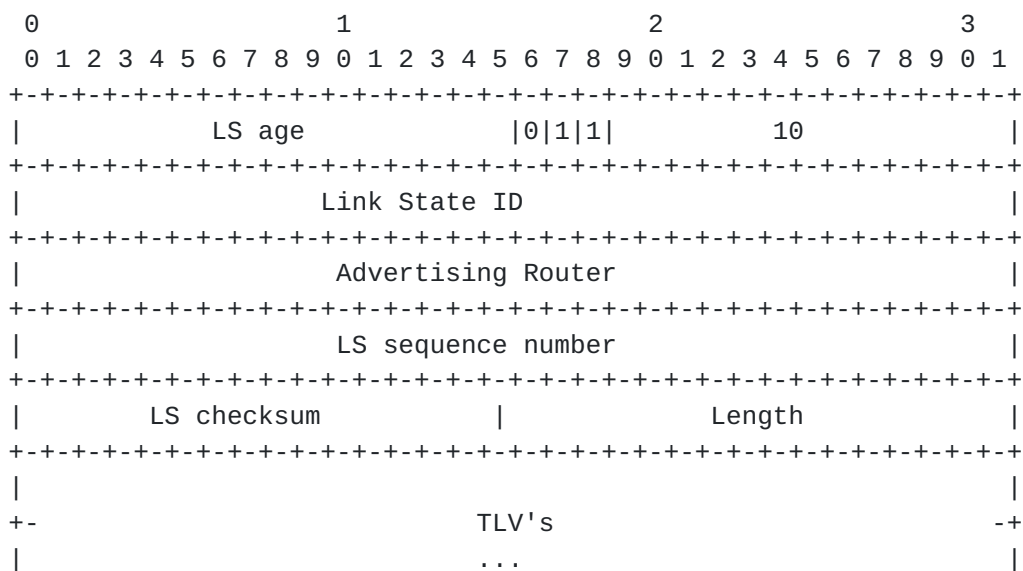 0                   1                   2                   3
 0 1 2 3 4 5 6 7 8 9 0 1 2 3 4 5 6 7 8 9 0 1 2 3 4 5 6 7 8 9 0 1
+-+-+-+-+-+-+-+-+-+-+-+-+-+-+-+-+-+-+-+-+-+-+-+-+-+-+-+-+-+-+-+-+
|            LS age             |0|1|1|          10             |
+-+-+-+-+-+-+-+-+-+-+-+-+-+-+-+-+-+-+-+-+-+-+-+-+-+-+-+-+-+-+-+-+
|                   Link State ID                               |
+-+-+-+-+-+-+-+-+-+-+-+-+-+-+-+-+-+-+-+-+-+-+-+-+-+-+-+-+-+-+-+-+
|                    Advertising Router                         |
+-+-+-+-+-+-+-+-+-+-+-+-+-+-+-+-+-+-+-+-+-+-+-+-+-+-+-+-+-+-+-+-+
|                    LS sequence number                         |
+-+-+-+-+-+-+-+-+-+-+-+-+-+-+-+-+-+-+-+-+-+-+-+-+-+-+-+-+-+-+-+-+
|        LS checksum           |             Length             |
+-+-+-+-+-+-+-+-+-+-+-+-+-+-+-+-+-+-+-+-+-+-+-+-+-+-+-+-+-+-+-+-+
|                                                               |
+-                            TLV's                            -+
|                             ...                               |